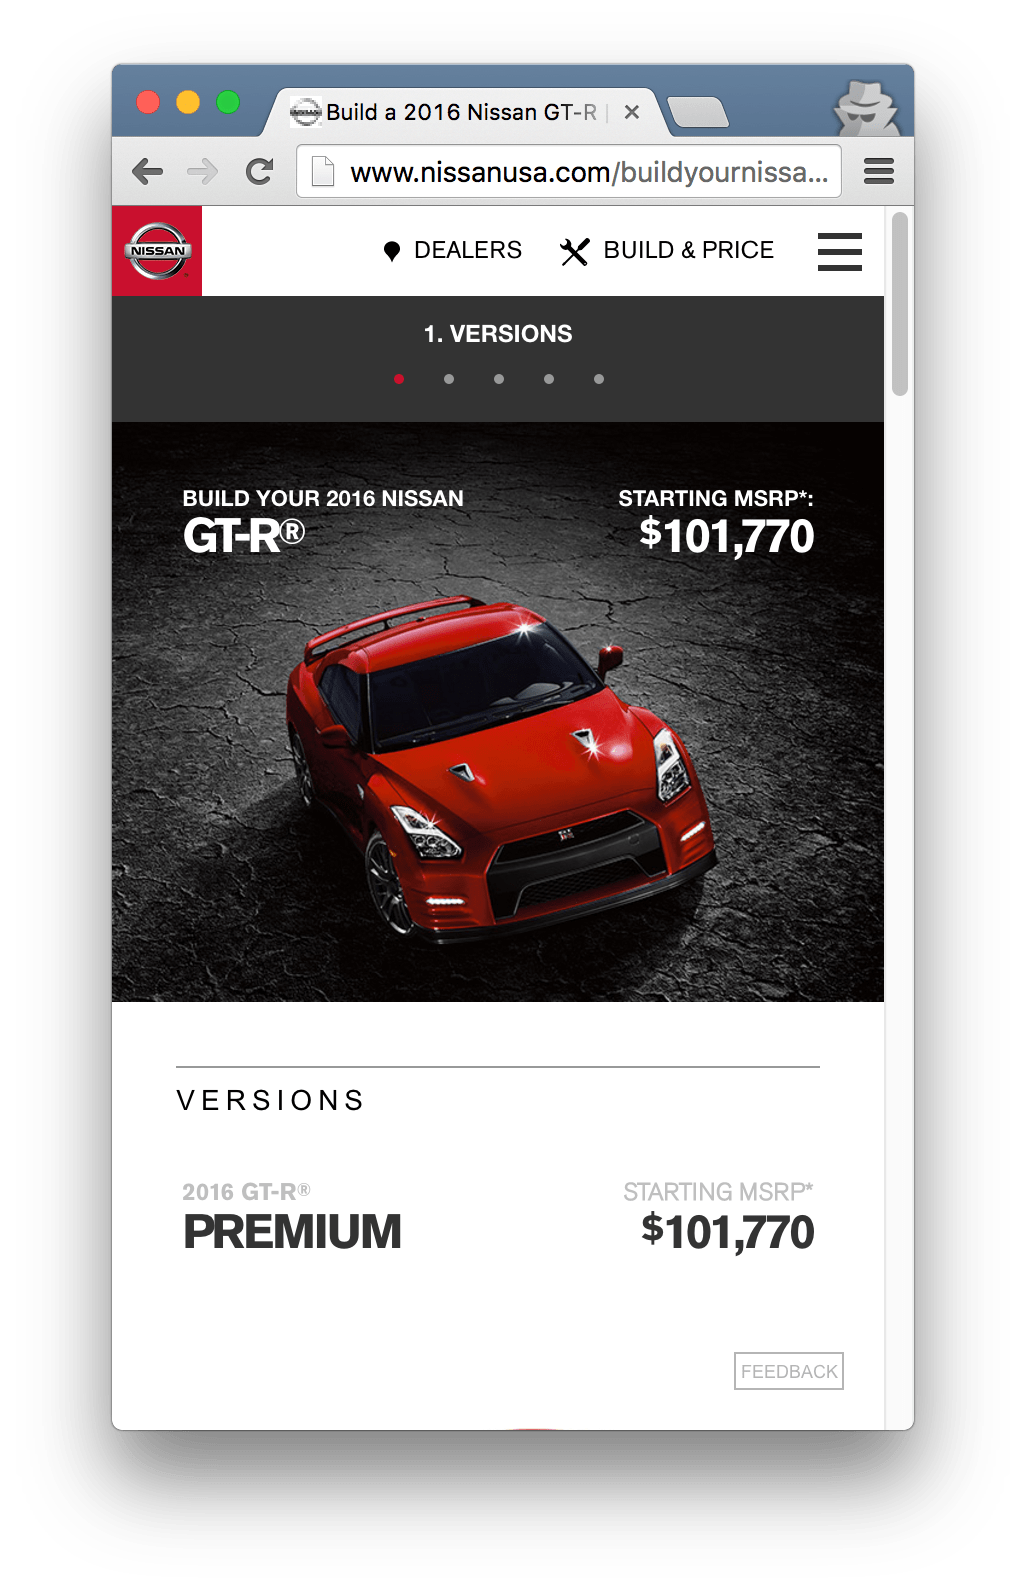 Build a 2016 Nissan GT-R |
www.nissanusa.com/buildyournissa...
NISSAN
DEALERS
BUILD & PRICE
1. VERSIONS
BUILD YOUR 2016 NISSAN
GT-R®
STARTING MSRP*:
$101,770
VERSIONS
2016 GT-R®
PREMIUM
STARTING MSRP*
$101,770
FEEDBACK